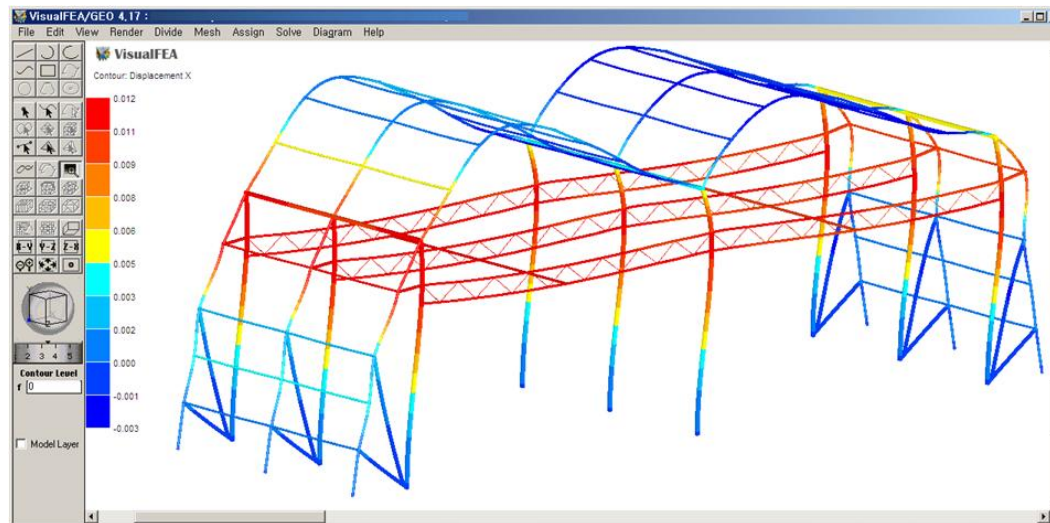 VisualFEA/GEO 4.17 :
File Edit View Render Divide Mesh Assign Solve Diagram Help
VisualFEA
Contour: Displacement X
0.012
0.011
0.009
0.008
0.006
0.005
0.003
0.002
0.000
-0.001
-0.003
X-Y Y-Z Z-X
2 3 4 5
Contour Level
f 0
Model Layer